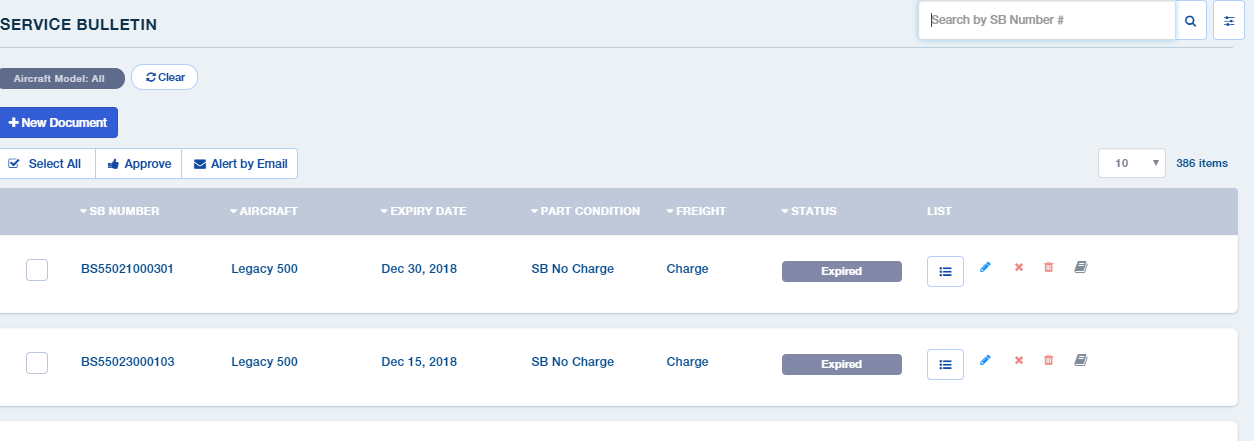 SERVICE BULLETIN
Search by SB Number #
Aircraft Model: All
Clear
New Document
Select All
Approve
Alert by Email
10
386 items
SB NUMBER AIRCRAFT EXPIRY DATE PART CONDITION FREIGHT STATUS LIST
BS55021000301 Legacy 500 Dec 30, 2018 SB No Charge Charge Expired
BS55023000103 Legacy 500 Dec 15, 2018 SB No Charge Charge Expired